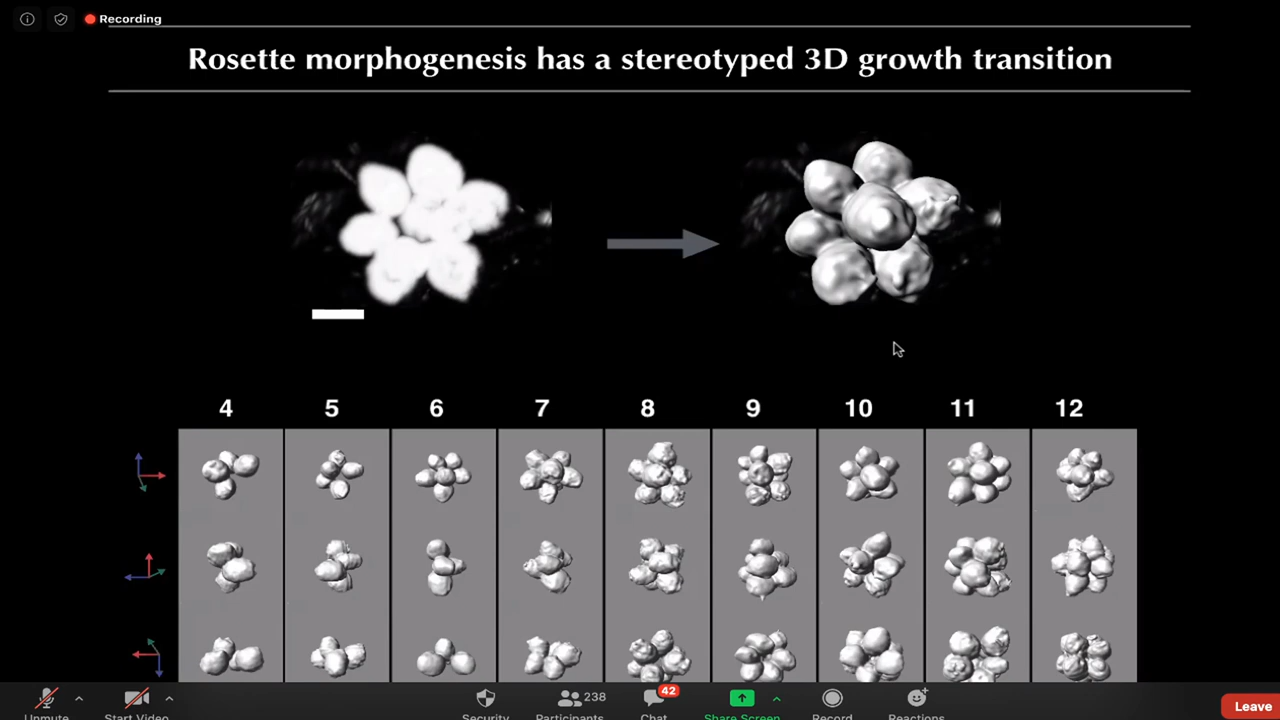 Recording
Rosette morphogenesis has a stereotyped 3D growth transition
4 5 6 7 8 9 10 11 12
Unmute Start Video Security Participants 238 Chat 42 Share Screen Record Reactions Leave